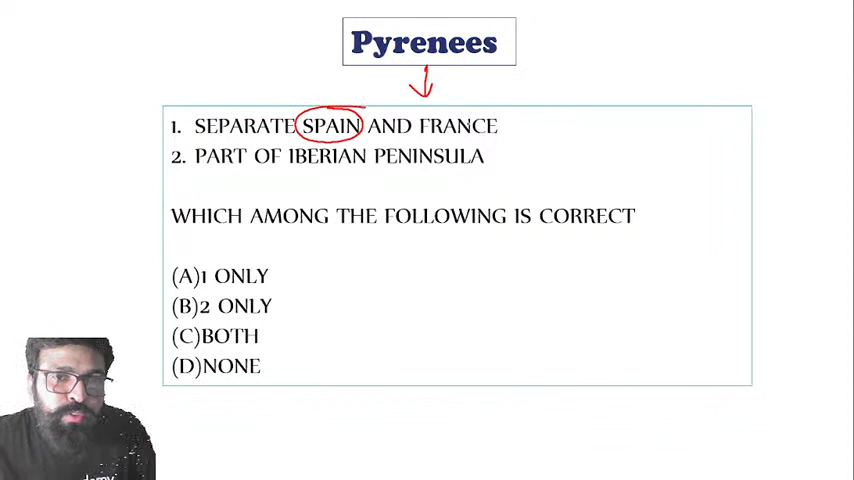 Pyrenees
1. SEPARATE SPAIN AND FRANCE
2. PART OF IBERIAN PENINSULA
WHICH AMONG THE FOLLOWING IS CORRECT
(A)1 ONLY
(B)2 ONLY
(C)BOTH
(D)NONE